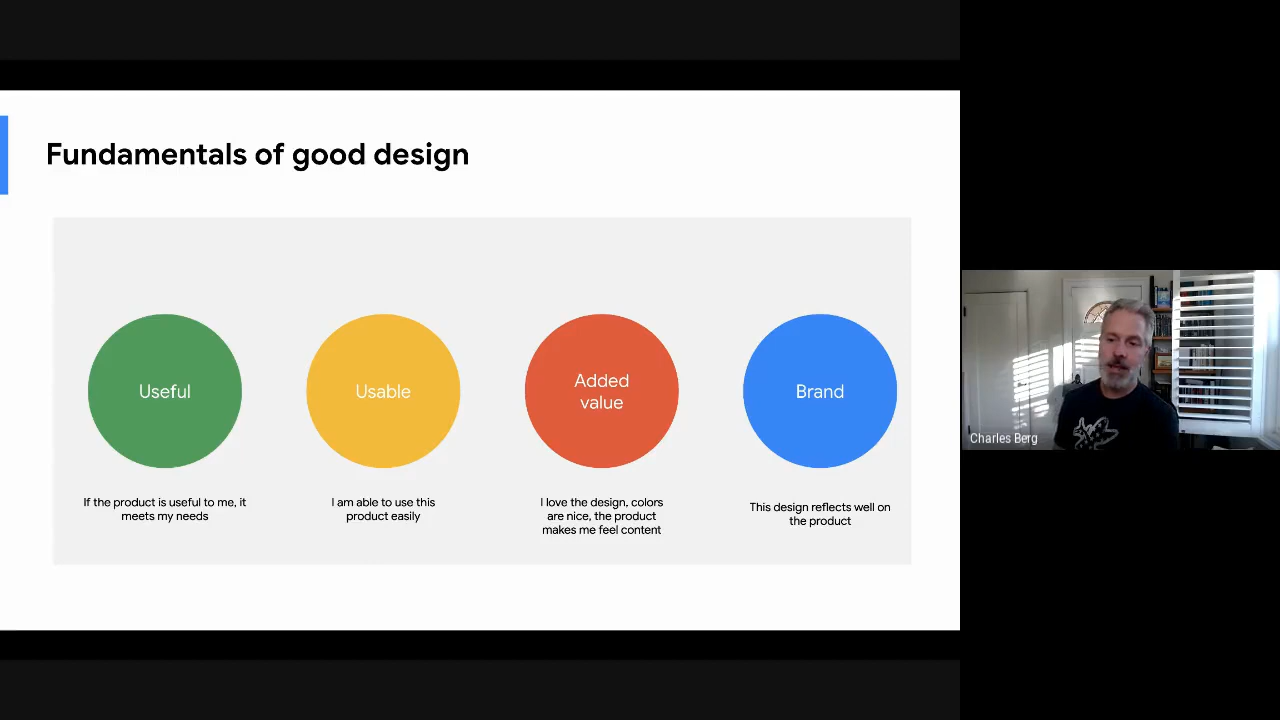 Fundamentals of good design
Useful
Usable
Added
value
Brand
If the product is useful to me, it
meets my needs
I am able to use this
product easily
I love the design, colors
are nice, the product
makes me feel content
This design reflects well on
the product
Charles Berg